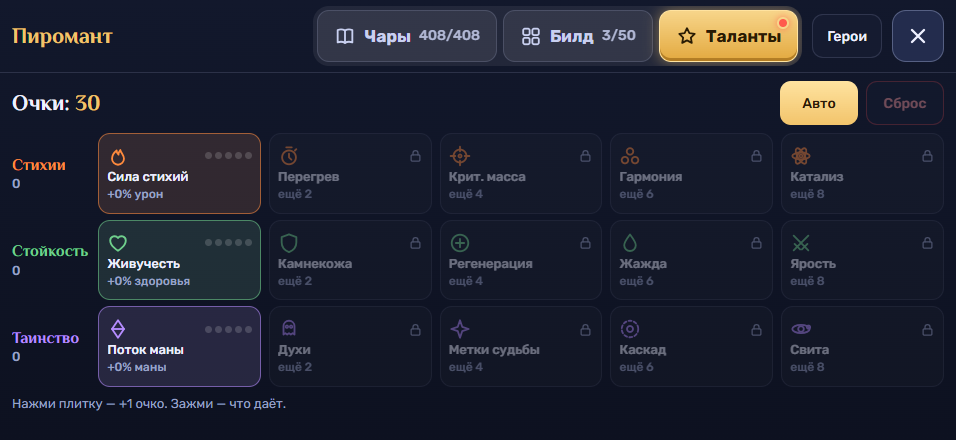 Пиромант
Чары 408/408
Билд 3/50
Таланты
Герои
Очки: 30
Авто
Сброс
Стихии
0
Сила стихий
+0% урон
Перегрев
ещё 2
Крит. масса
ещё 4
Гармония
ещё 6
Катализ
ещё 8
Стойкость
0
Живучесть
+0% здоровья
Камнекожа
ещё 2
Регенерация
ещё 4
Жажда
ещё 6
Ярость
ещё 8
Таинство
0
Поток маны
+0% маны
Духи
ещё 2
Метки судьбы
ещё 4
Каскад
ещё 6
Свита
ещё 8
Нажми плитку — +1 очко. Зажми — что даёт.